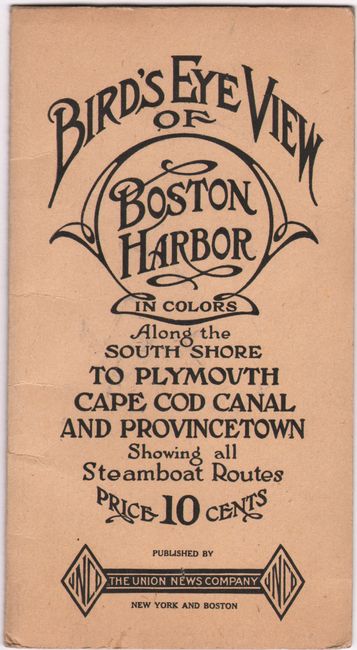 BIRD'S EYE VIEW
OF
BOSTON
HARBOR
IN COLORS
Along the
SOUTH SHORE
TO PLYMOUTH
CAPE COD CANAL
AND PROVINCETOWN
Showing all
Steamboat Routes
PRICE 10 CENTS
PUBLISHED BY
UNCO THE UNION NEWS COMPANY UNCO
NEW YORK AND BOSTON